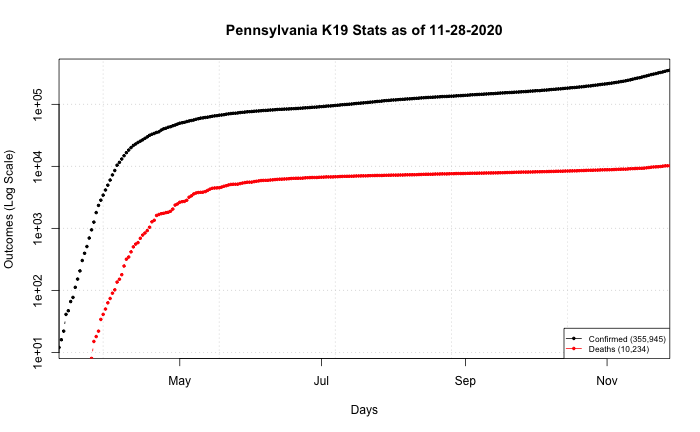 Pennsylvania K19 Stats as of 11-28-2020
Outcomes (Log Scale)
1e+05
1e+04
1e+03
1e+02
1e+01
Confirmed (355,945)
Deaths (10,234)
May
Jul
Sep
Nov
Days